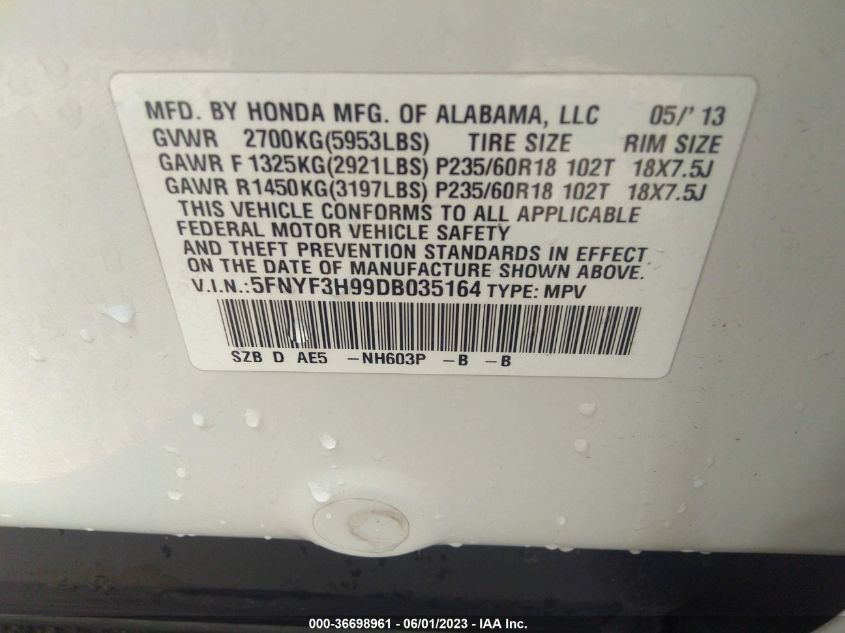 MFD. BY HONDA MFG. OF ALABAMA, LLC 05/' 13
GVWR 2700KG(5953LBS) TIRE SIZE RIM SIZE
GAWR F 1325KG(2921LBS) P235/60R18 102T 18X7.5J
GAWR R1450KG(3197LBS) P235/60R18 102T 18X7.5J
THIS VEHICLE CONFORMS TO ALL APPLICABLE
FEDERAL MOTOR VEHICLE SAFETY
AND THEFT PREVENTION STANDARDS IN EFFECT
ON THE DATE OF MANUFACTURE SHOWN ABOVE.
V.I.N.:5FNYF3H99DB035164 TYPE: MPV
SZB D AE5 –NH603P –B –B
000-36698961 - 06/01/2023 - IAA Inc.